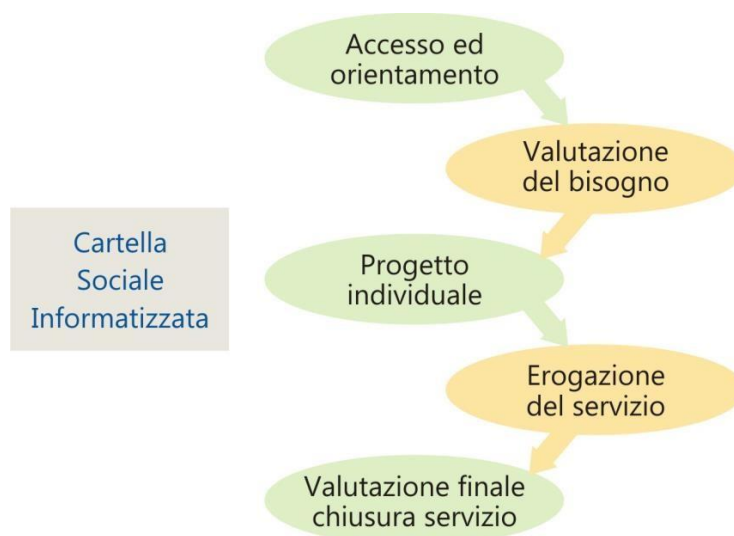 Accesso ed
orientamento
Valutazione
del bisogno
Cartella
Sociale
Informatizzata
Progetto
individuale
Erogazione
del servizio
Valutazione finale
chiusura servizio